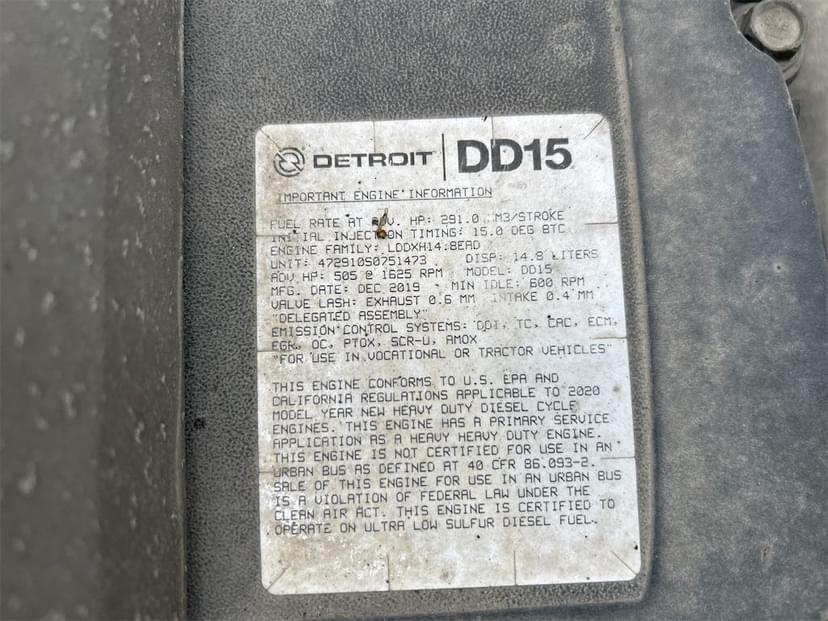 DETROIT | DD15
IMPORTANT ENGINE INFORMATION
FUEL RATE AT ADV. HP: 291.0 MM3/STROKE
INITIAL INJECTION TIMING: 15.0 DEG BTC
ENGINE FAMILY: LDDXH14.8EAD
UNIT: 472910S0751473 DISP: 14.8 LITERS
ADV HP: 505 @ 1625 RPM MODEL: DD15
MFG. DATE: DEC 2019 MIN IDLE: 600 RPM
VALVE LASH: EXHAUST 0.6 MM INTAKE 0.4 MM
"DELEGATED ASSEMBLY"
EMISSION CONTROL SYSTEMS: DDI, TC, CAC, ECM,
EGR, OC, PTOX, SCR-U, AMOX
"FOR USE IN VOCATIONAL OR TRACTOR VEHICLES"
THIS ENGINE CONFORMS TO U.S. EPA AND
CALIFORNIA REGULATIONS APPLICABLE TO 2020
MODEL YEAR NEW HEAVY DUTY DIESEL CYCLE
ENGINES. THIS ENGINE HAS A PRIMARY SERVICE
APPLICATION AS A HEAVY HEAVY DUTY ENGINE.
THIS ENGINE IS NOT CERTIFIED FOR USE IN AN
URBAN BUS AS DEFINED AT 40 CFR 86.093-2.
SALE OF THIS ENGINE FOR USE IN AN URBAN BUS
IS A VIOLATION OF FEDERAL LAW UNDER THE
CLEAN AIR ACT. THIS ENGINE IS CERTIFIED TO
OPERATE ON ULTRA LOW SULFUR DIESEL FUEL.